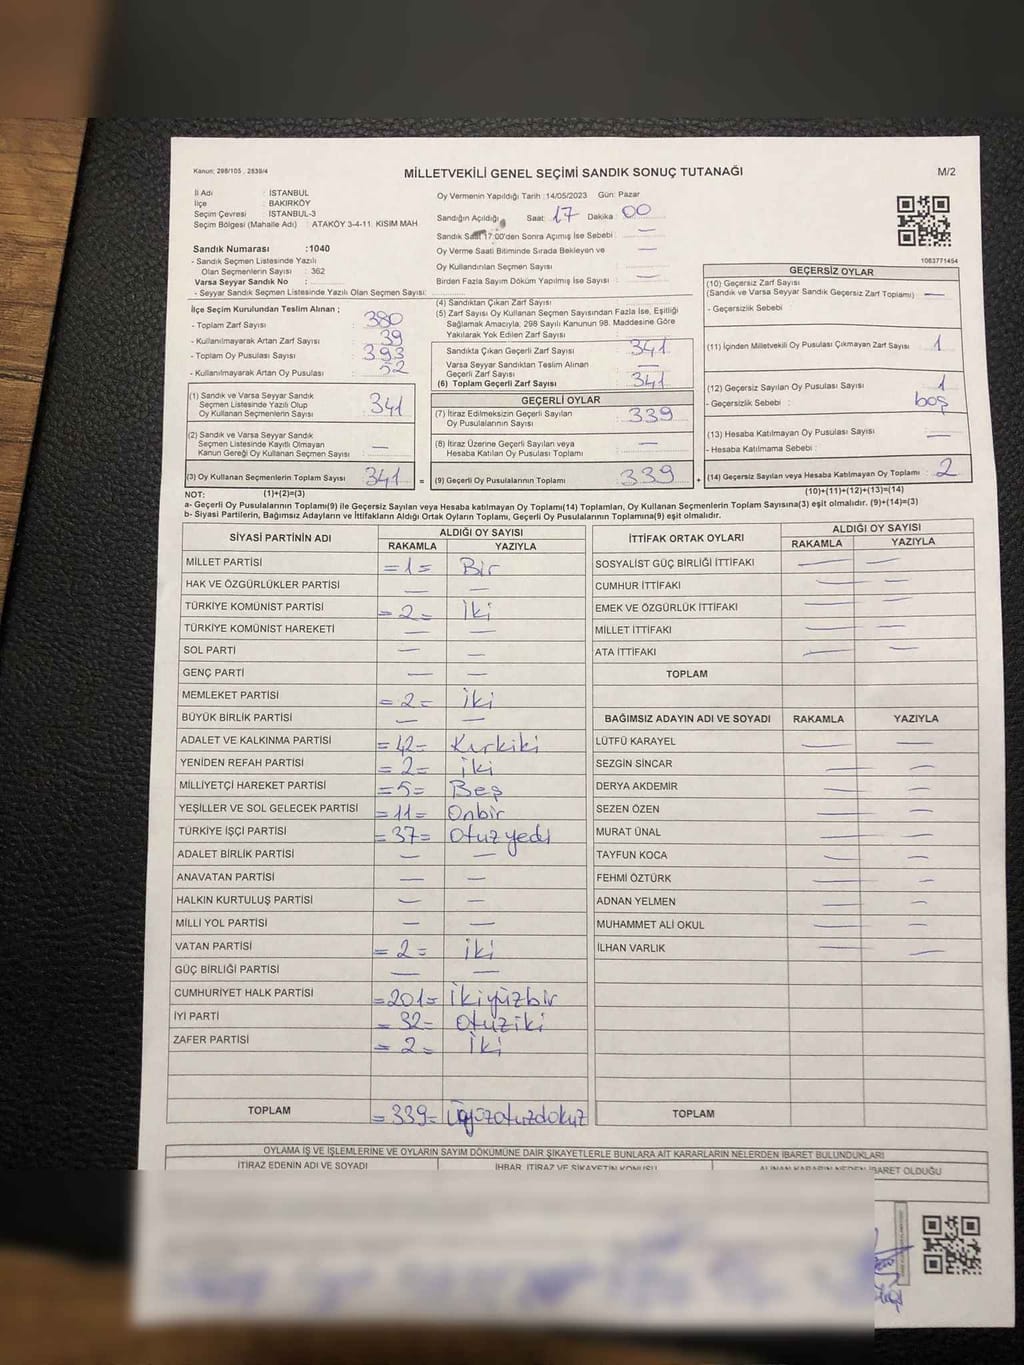 Kanun: 298/105 , 2839/4
MİLLETVEKİLİ GENEL SEÇİMİ SANDIK SONUÇ TUTANAĞI
M/2
İl Adı : İSTANBUL
İlçe : BAKIRKÖY
Seçim Çevresi : İSTANBUL-3
Seçim Bölgesi (Mahalle Adı) : ATAKÖY 3-4-11. KISIM MAH
Sandık Numarası :1040
- Sandık Seçmen Listesinde Yazılı
Olan Seçmenlerin Sayısı : 362
Varsa Seyyar Sandık No :
- Seyyar Sandık Seçmen Listesinde Yazılı Olan Seçmen Sayısı:
Oy Vermenin Yapıldığı Tarih : 14/05/2023 Gün: Pazar
Sandığın Açıldığı Saat: 17 Dakika : 00
Sandık Saat 17:00'den Sonra Açılmış İse Sebebi : —
Oy Verme Saati Bitiminde Sırada Bekleyen ve —
Oy Kullandırılan Seçmen Sayısı :
Birden Fazla Sayım Döküm Yapılmış İse Sayısı : —
1063771454
İlçe Seçim Kurulundan Teslim Alınan ;
- Toplam Zarf Sayısı : 380
- Kullanılmayarak Artan Zarf Sayısı : 39
- Toplam Oy Pusulası Sayısı : 393
- Kullanılmayarak Artan Oy Pusulası : 52
(1) Sandık ve Varsa Seyyar Sandık
Seçmen Listesinde Yazılı Olup
Oy Kullanan Seçmenlerin Sayısı : 341
(2) Sandık ve Varsa Seyyar Sandık
Seçmen Listesinde Kayıtlı Olmayan
Kanun Gereği Oy Kullanan Seçmen Sayısı : —
(3) Oy Kullanan Seçmenlerin Toplam Sayısı : 341 =
(4) Sandıktan Çıkan Zarf Sayısı :
(5) Zarf Sayısı Oy Kullanan Seçmen Sayısından Fazla İse, Eşitliği
Sağlamak Amacıyla, 298 Sayılı Kanunun 98. Maddesine Göre
Yakılarak Yok Edilen Zarf Sayısı :
Sandıkta Çıkan Geçerli Zarf Sayısı : 341
Varsa Seyyar Sandıktan Teslim Alınan
Geçerli Zarf Sayısı : —
(6) Toplam Geçerli Zarf Sayısı : 341
GEÇERLİ OYLAR
(7) İtiraz Edilmeksizin Geçerli Sayılan
Oy Pusulalarının Sayısı : 339
(8) İtiraz Üzerine Geçerli Sayılan veya
Hesaba Katılan Oy Pusulası Toplamı : —
(9) Geçerli Oy Pusulalarının Toplamı : 339 +
GEÇERSİZ OYLAR
(10) Geçersiz Zarf Sayısı :
(Sandık ve Varsa Seyyar Sandık Geçersiz Zarf Toplamı) —
- Geçersizlik Sebebi :
(11) İçinden Milletvekili Oy Pusulası Çıkmayan Zarf Sayısı : 1
(12) Geçersiz Sayılan Oy Pusulası Sayısı : 1
- Geçersizlik Sebebi : boş
(13) Hesaba Katılmayan Oy Pusulası Sayısı : —
- Hesaba Katılmama Sebebi :
(14) Geçersiz Sayılan veya Hesaba Katılmayan Oy Toplamı : 2
NOT: (1)+(2)=(3)
(10)+(11)+(12)+(13)=(14)
a- Geçerli Oy Pusulalarının Toplamı(9) ile Geçersiz Sayılan veya Hesaba katılmayan Oy Toplamı(14) Toplamları, Oy Kullanan Seçmenlerin Toplam Sayısına(3) eşit olmalıdır. (9)+(14)=(3)
b- Siyasi Partilerin, Bağımsız Adayların ve İttifakların Aldığı Ortak Oyların Toplamı, Geçerli Oy Pusulalarının Toplamına(9) eşit olmalıdır.
SİYASİ PARTİNİN ADI ALDIĞI OY SAYISI
RAKAMLA YAZIYLA
MİLLET PARTİSİ =1= Bir
HAK VE ÖZGÜRLÜKLER PARTİSİ — —
TÜRKİYE KOMÜNİST PARTİSİ =2= İki
TÜRKİYE KOMÜNİST HAREKETİ — —
SOL PARTİ — —
GENÇ PARTİ — —
MEMLEKET PARTİSİ =2= İki
BÜYÜK BİRLİK PARTİSİ — —
ADALET VE KALKINMA PARTİSİ =42= Kırkiki
YENİDEN REFAH PARTİSİ =2= iki
MİLLİYETÇİ HAREKET PARTİSİ =5= Beş
YEŞİLLER VE SOL GELECEK PARTİSİ =11= Onbir
TÜRKİYE İŞÇİ PARTİSİ =37= Otuzyedi
ADALET BİRLİK PARTİSİ — —
ANAVATAN PARTİSİ — —
HALKIN KURTULUŞ PARTİSİ — —
MİLLİ YOL PARTİSİ — —
VATAN PARTİSİ =2= iki
GÜÇ BİRLİĞİ PARTİSİ — —
CUMHURİYET HALK PARTİSİ =201= İkiyüzbir
İYİ PARTİ =32= Otuziki
ZAFER PARTİSİ =2= İki
TOPLAM =339= Üçyüzotuzdokuz
İTTİFAK ORTAK OYLARI ALDIĞI OY SAYISI
RAKAMLA YAZIYLA
SOSYALİST GÜÇ BİRLİĞİ İTTİFAKI — —
CUMHUR İTTİFAKI — —
EMEK VE ÖZGÜRLÜK İTTİFAKI — —
MİLLET İTTİFAKI — —
ATA İTTİFAKI — —
TOPLAM
BAĞIMSIZ ADAYIN ADI VE SOYADI RAKAMLA YAZIYLA
LÜTFÜ KARAYEL — —
SEZGİN SİNCAR — —
DERYA AKDEMİR — —
SEZEN ÖZEN — —
MURAT ÜNAL — —
TAYFUN KOCA — —
FEHMİ ÖZTÜRK — —
ADNAN YELMEN — —
MUHAMMET ALİ OKUL — —
İLHAN VARLIK — —
TOPLAM
OYLAMA İŞ VE İŞLEMLERİNE VE OYLARIN SAYIM DÖKÜMÜNE DAİR ŞİKAYETLERLE BUNLARA AİT KARARLARIN NELERDEN İBARET BULUNDUKLARI
İTİRAZ EDENİN ADI VE SOYADI İHBAR, İTİRAZ VE ŞİKAYETİN KONUSU ALINAN KARARIN NEDEN İBARET OLDUĞU